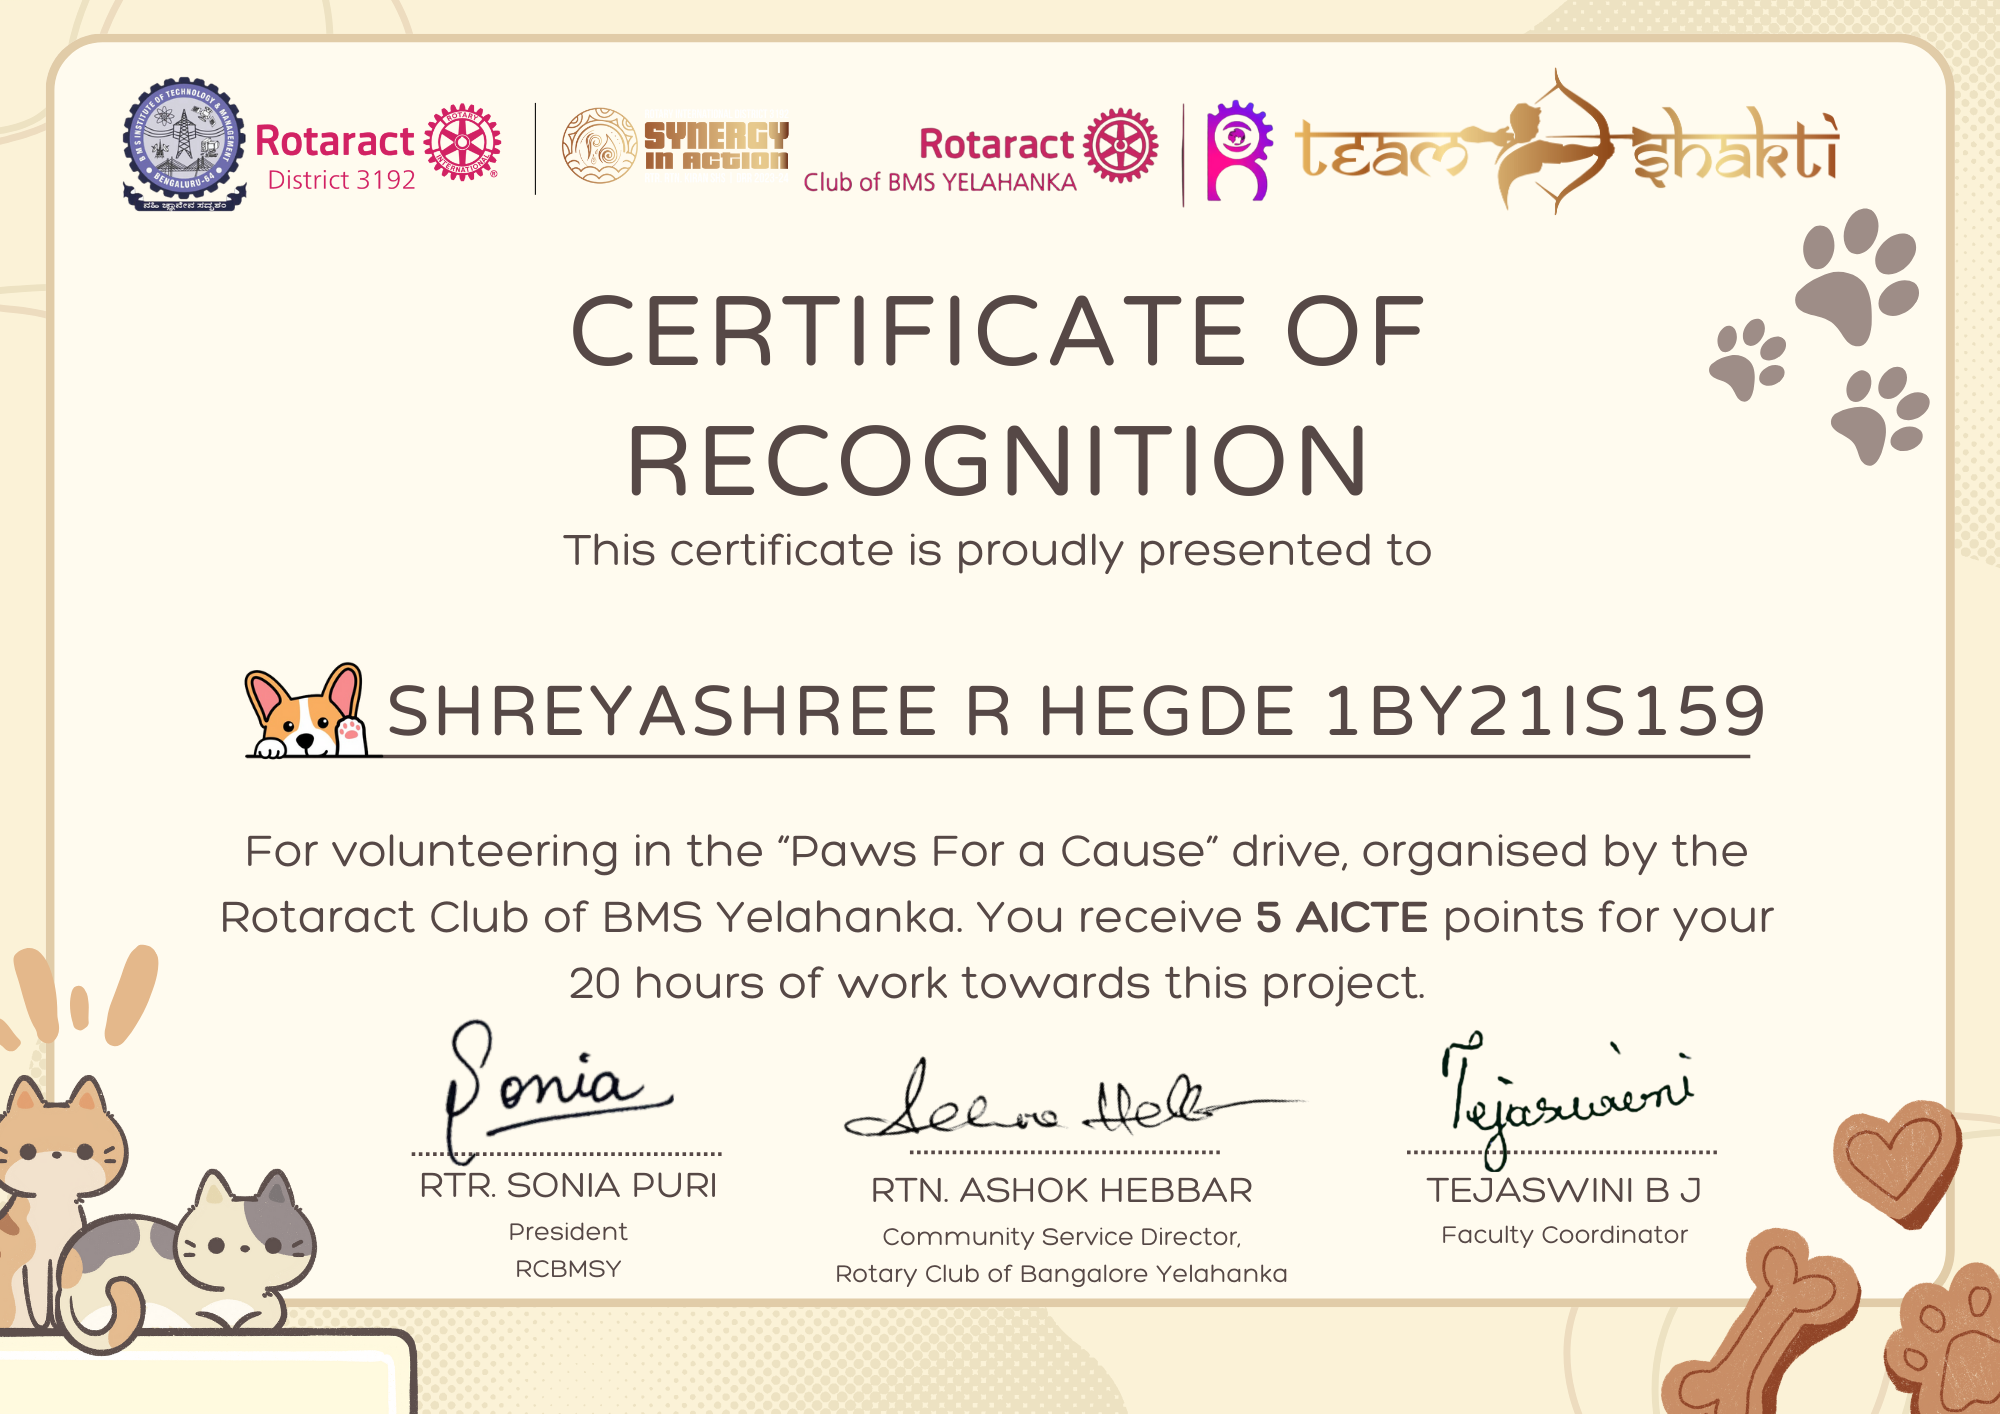 BMS INSTITUTE OF TECHNOLOGY & MANAGEMENT
BENGALURU-64
Rotaract
District 3192
ROTARY
INTERNATIONAL
SYNERGY
IN ACTION
Rotaract
Club of BMS YELAHANKA
team shakti
CERTIFICATE OF
RECOGNITION
This certificate is proudly presented to
SHREYASHREE R HEGDE 1BY21IS159
For volunteering in the “Paws For a Cause” drive, organised by the
Rotaract Club of BMS Yelahanka. You receive 5 AICTE points for your
20 hours of work towards this project.
Sonia
Tejaswini
RTR. SONIA PURI
President
RCBMSY
RTN. ASHOK HEBBAR
Community Service Director,
Rotary Club of Bangalore Yelahanka
TEJASWINI B J
Faculty Coordinator